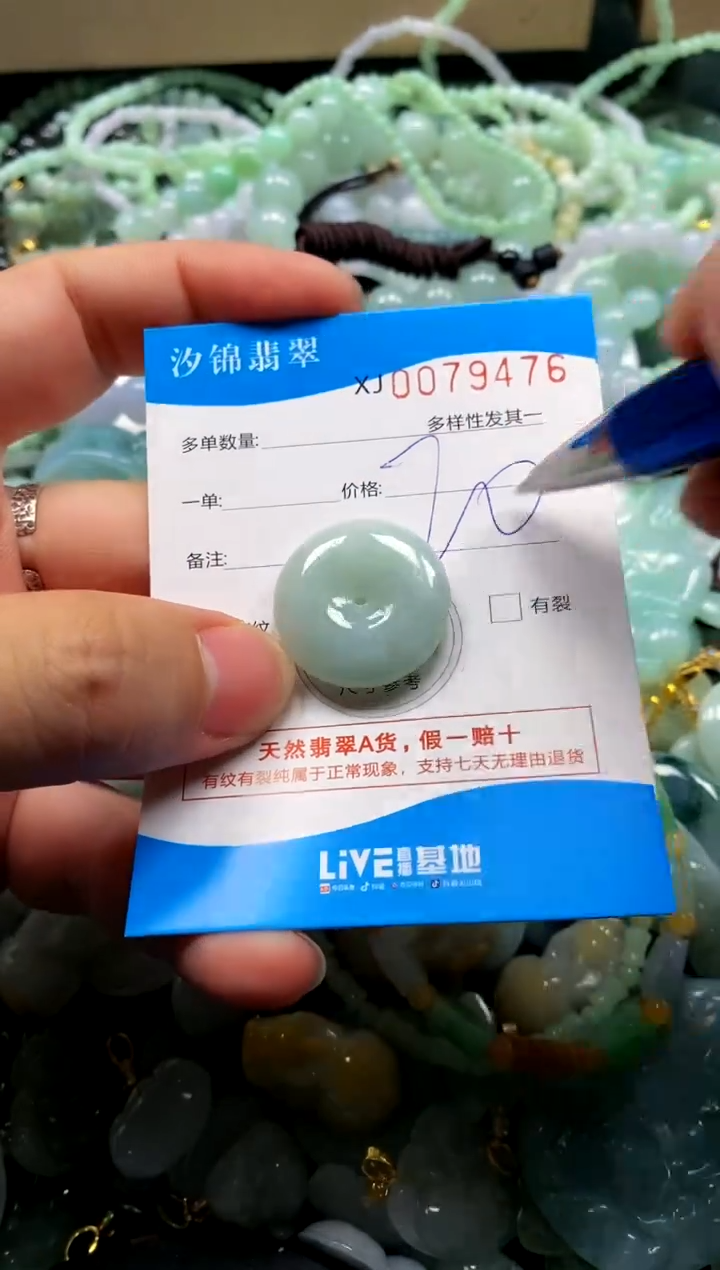 汐锦翡翠
XJ0079476
多单数量: 多样性发其一
一单: 价格: 70
备注:
纹 有裂
尺寸参考
天然翡翠A货，假一赔十
有纹有裂纯属于正常现象，支持七天无理由退货
LiVE直播基地